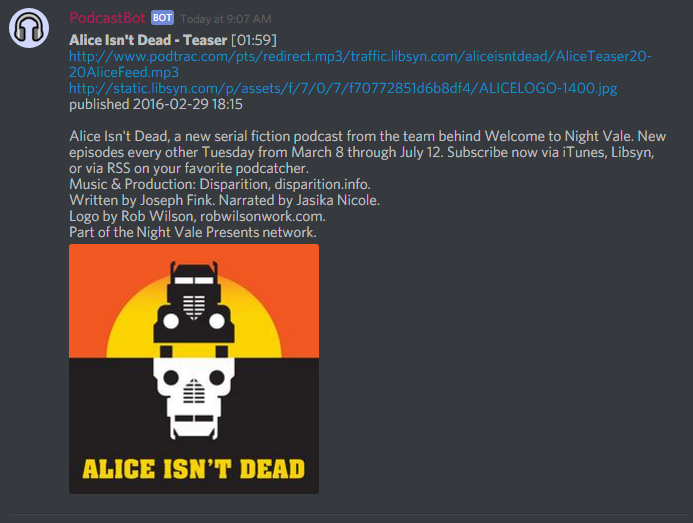 PodcastBot BOT Today at 9:07 AM
Alice Isn't Dead - Teaser [01:59]
http://www.podtrac.com/pts/redirect.mp3/traffic.libsyn.com/aliceisntdead/AliceTeaser20-
20AliceFeed.mp3
http://static.libsyn.com/p/assets/f/7/0/7/f70772851d6b8df4/ALICELOGO-1400.jpg
published 2016-02-29 18:15
Alice Isn't Dead, a new serial fiction podcast from the team behind Welcome to Night Vale. New
episodes every other Tuesday from March 8 through July 12. Subscribe now via iTunes, Libsyn,
or via RSS on your favorite podcatcher.
Music & Production: Disparition, disparition.info.
Written by Joseph Fink. Narrated by Jasika Nicole.
Logo by Rob Wilson, robwilsonwork.com.
Part of the Night Vale Presents network.
ALICE ISN'T DEAD